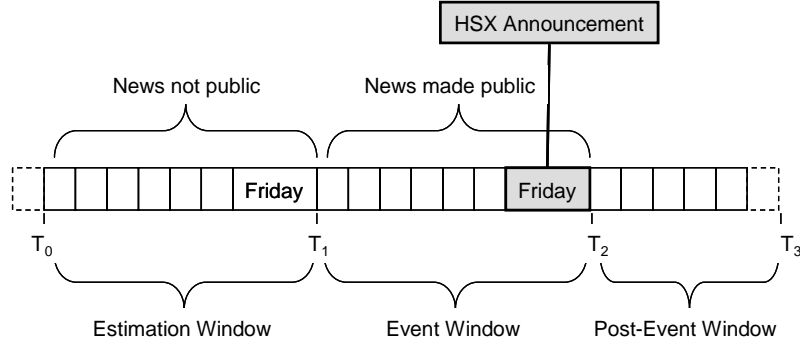 HSX Announcement
News not public
News made public
Friday
Friday
T0
T1
T2
T3
Estimation Window
Event Window
Post-Event Window